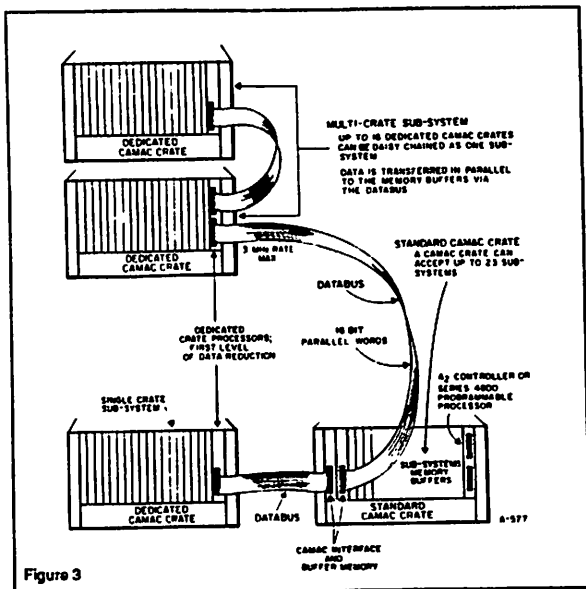 DEDICATED
CAMAC CRATE
MULTI-CRATE SUB-SYSTEM
UP TO 16 DEDICATED CAMAC CRATES
CAN BE DAISY CHAINED AS ONE SUB-
SYSTEM
DATA IS TRANSFERRED IN PARALLEL
TO THE MEMORY BUFFERS VIA
THE DATABUS
DEDICATED
CAMAC CRATE
3 MHz RATE
MAX
STANDARD CAMAC CRATE
A CAMAC CRATE CAN
ACCEPT UP TO 23 SUB-
SYSTEMS
DATABUS
DEDICATED
CRATE PROCESSORS;
FIRST LEVEL
OF DATA REDUCTION
16 BIT
PARALLEL WORDS
SINGLE CRATE
SUB-SYSTEM
A2 CONTROLLER OR
SERIES 4800
PROGRAMMABLE
PROCESSOR
SUB-SYSTEMS
MEMORY
BUFFERS
DEDICATED
CAMAC CRATE
DATABUS
STANDARD
CAMAC CRATE
A-577
CAMAC INTERFACE
AND
BUFFER MEMORY
Figure 3